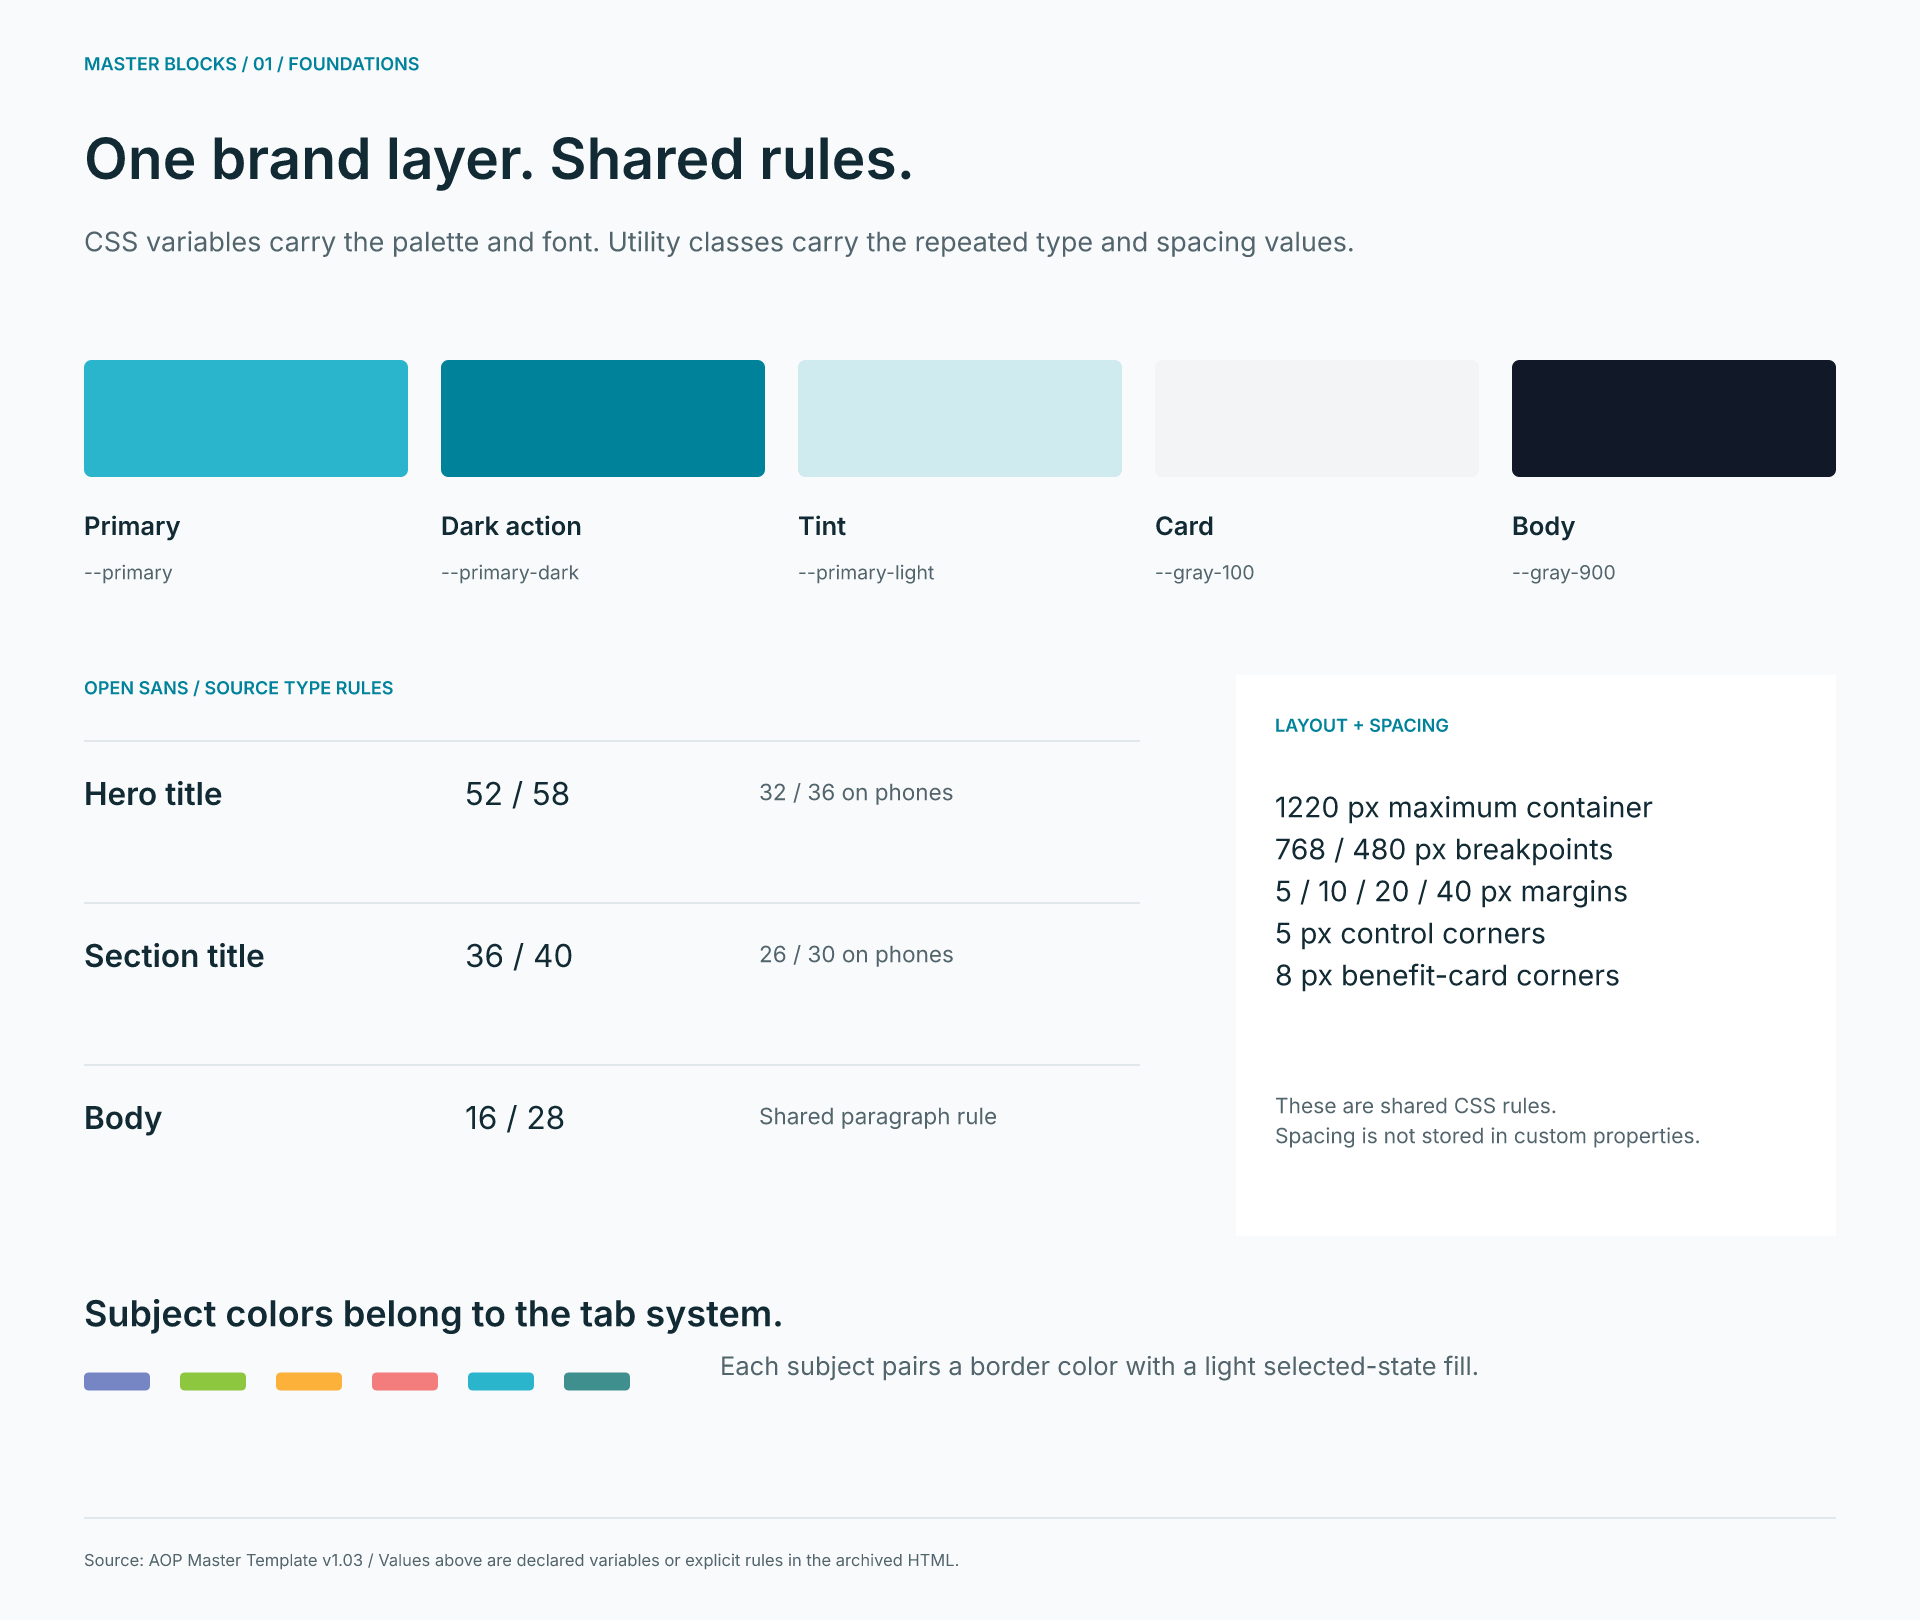 MASTER BLOCKS / 01 / FOUNDATIONS
One brand layer. Shared rules.
CSS variables carry the palette and font. Utility classes carry the repeated type and spacing values.
Primary
--primary
Dark action
--primary-dark
Tint
--primary-light
Card
--gray-100
Body
--gray-900
OPEN SANS / SOURCE TYPE RULES
Hero title
52 / 58
32 / 36 on phones
Section title
36 / 40
26 / 30 on phones
Body
16 / 28
Shared paragraph rule
LAYOUT + SPACING
1220 px maximum container
768 / 480 px breakpoints
5 / 10 / 20 / 40 px margins
5 px control corners
8 px benefit-card corners
These are shared CSS rules.
Spacing is not stored in custom properties.
Subject colors belong to the tab system.
Each subject pairs a border color with a light selected-state fill.
Source: AOP Master Template v1.03 / Values above are declared variables or explicit rules in the archived HTML.